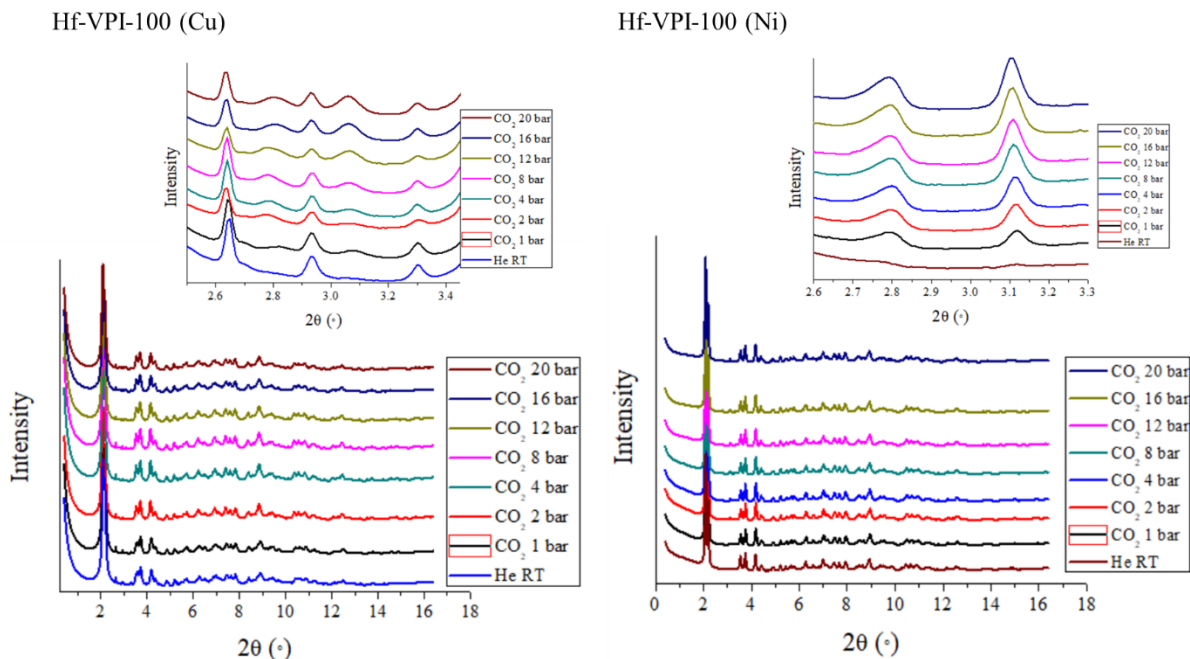 Hf-VPI-100 (Cu)
Intensity
CO2 20 bar
CO2 16 bar
CO2 12 bar
CO2 8 bar
CO2 4 bar
CO2 2 bar
CO2 1 bar
He RT
2.6 2.8 3.0 3.2 3.4
2θ (◦)
Intensity
CO2 20 bar
CO2 16 bar
CO2 12 bar
CO2 8 bar
CO2 4 bar
CO2 2 bar
CO2 1 bar
He RT
2 4 6 8 10 12 14 16 18
2θ (◦)
Hf-VPI-100 (Ni)
Intensity
CO2 20 bar
CO2 16 bar
CO2 12 bar
CO2 8 bar
CO2 4 bar
CO2 2 bar
CO2 1 bar
He RT
2.6 2.7 2.8 2.9 3.0 3.1 3.2 3.3
2θ (◦)
Intensity
CO2 20 bar
CO2 16 bar
CO2 12 bar
CO2 8 bar
CO2 4 bar
CO2 2 bar
CO2 1 bar
He RT
0 2 4 6 8 10 12 14 16 18
2θ (◦)